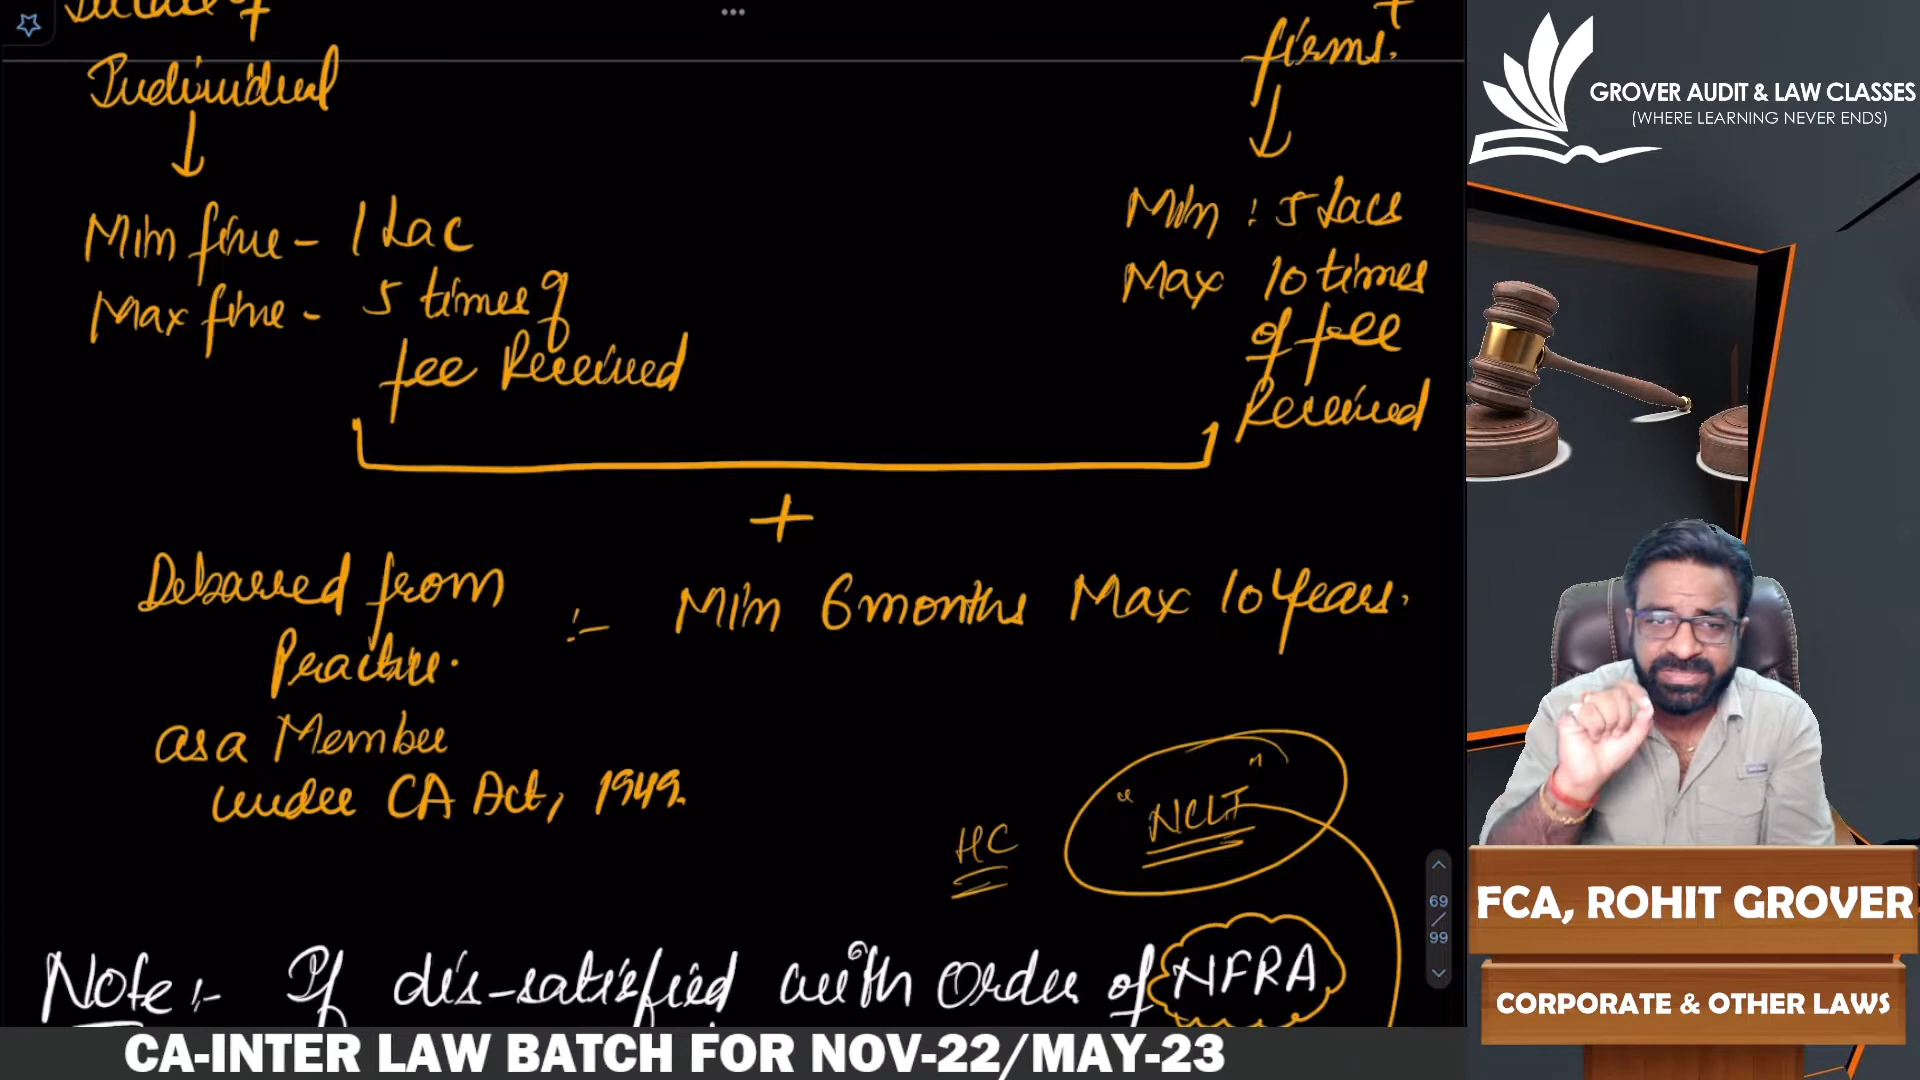 Individual
Min fine - 1 Lac
Max fine - 5 times of
fee Received
firms.
Min : 5 Lacs
Max 10 times
of fee
Received
+
Debarred from
Practice.
:- Min 6 months Max 10 Years.
as a Member
under CA Act, 1949.
HC
"NCLT"
Note :- If dis-satisfied with Order of NFRA
69
99
GROVER AUDIT & LAW CLASSES
(WHERE LEARNING NEVER ENDS)
FCA, ROHIT GROVER
CORPORATE & OTHER LAWS
CA-INTER LAW BATCH FOR NOV-22/MAY-23